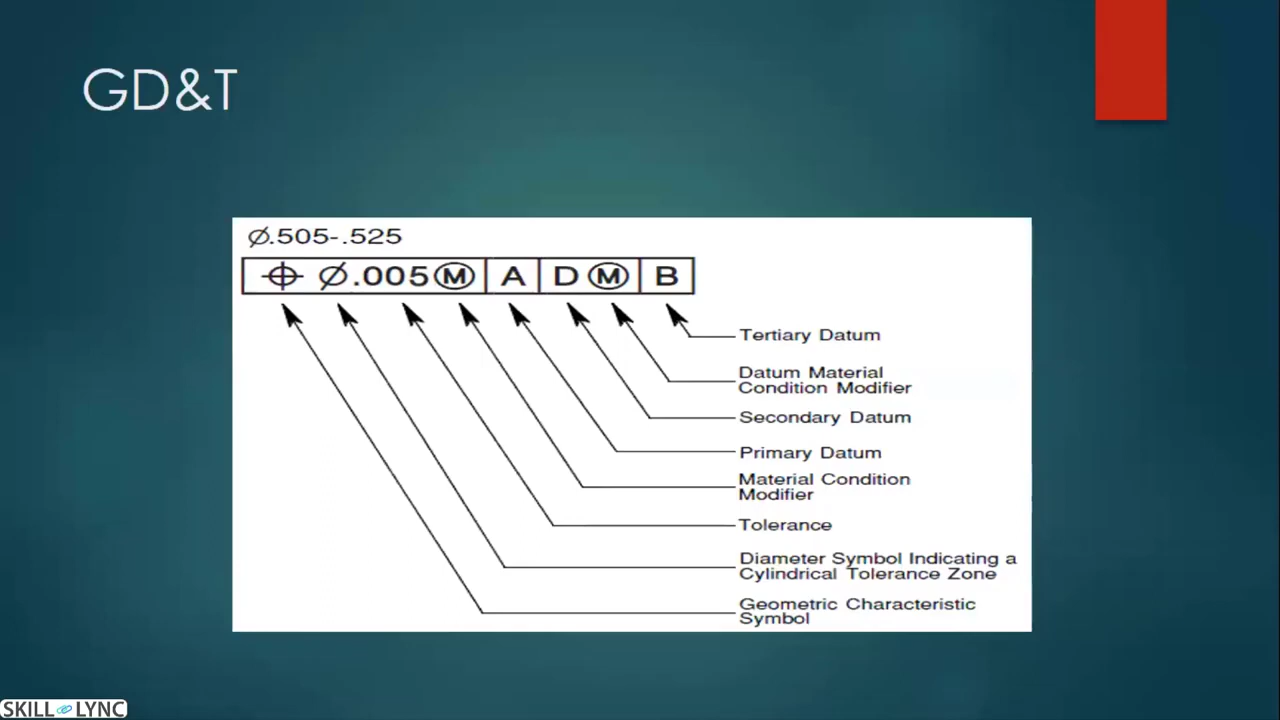 GD&T
⌀.505-.525
⌖ ⌀.005Ⓜ A DⓂ B
Tertiary Datum
Datum Material
Condition Modifier
Secondary Datum
Primary Datum
Material Condition
Modifier
Tolerance
Diameter Symbol Indicating a
Cylindrical Tolerance Zone
Geometric Characteristic
Symbol
SKILL LYNC